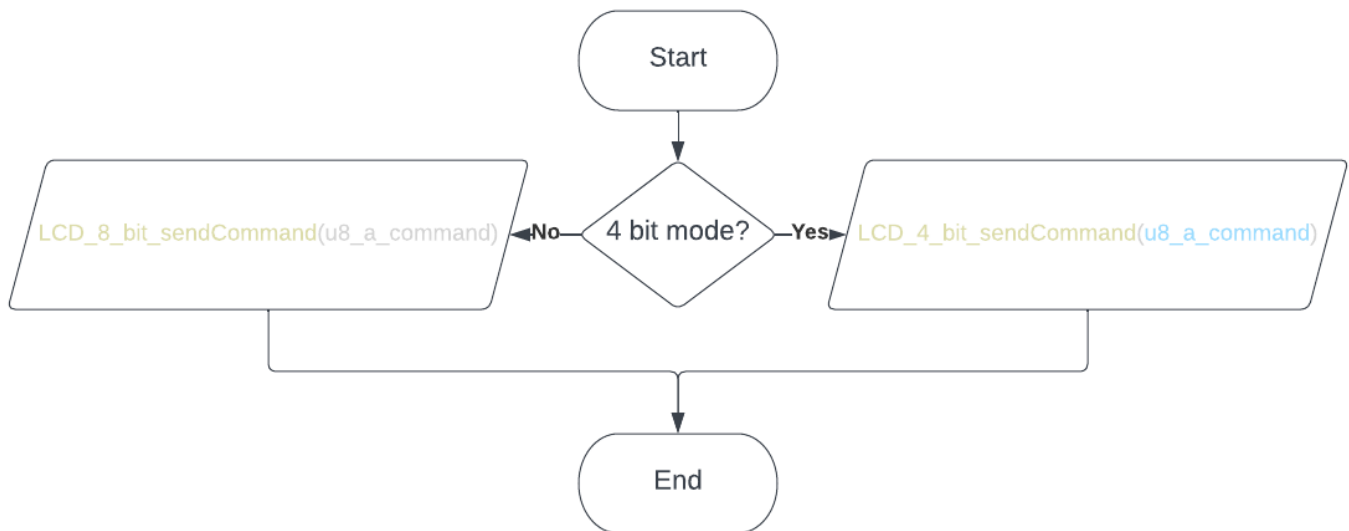 Start
LCD_8_bit_sendCommand(u8_a_command)
No
4 bit mode?
Yes
LCD_4_bit_sendCommand(u8_a_command)
End